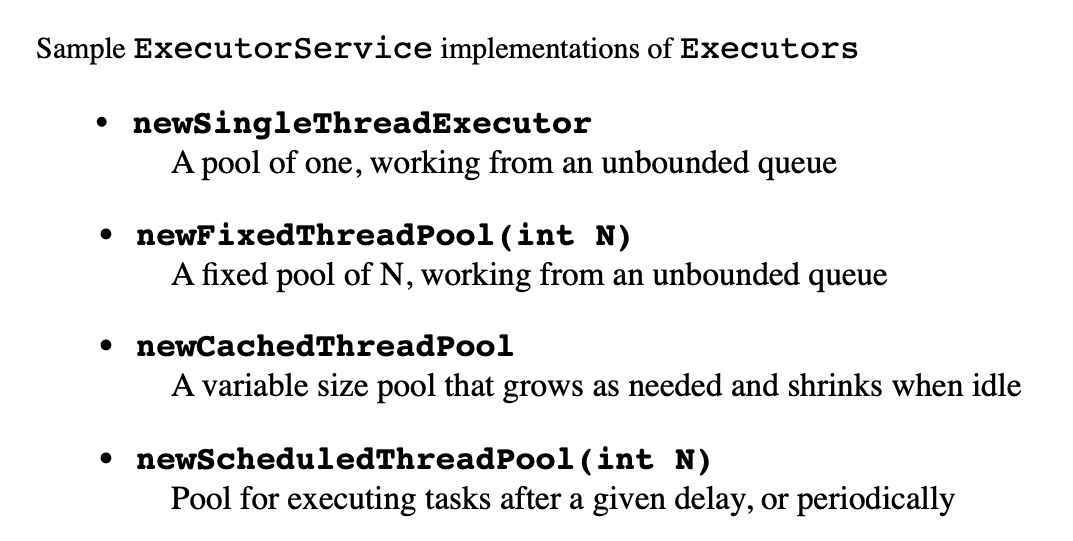 Sample ExecutorService implementations of Executors
• newSingleThreadExecutor
A pool of one, working from an unbounded queue
• newFixedThreadPool(int N)
A fixed pool of N, working from an unbounded queue
• newCachedThreadPool
A variable size pool that grows as needed and shrinks when idle
• newScheduledThreadPool(int N)
Pool for executing tasks after a given delay, or periodically